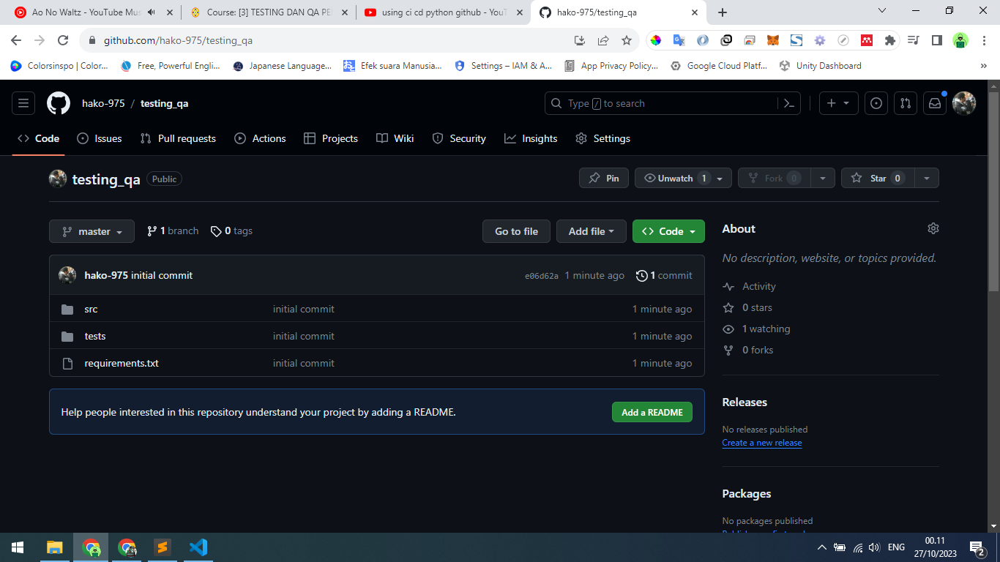 Ao No Waltz - YouTube Mus
Course: [3] TESTING DAN QA PE
using ci cd python github - YouT
hako-975/testing_qa
github.com/hako-975/testing_qa
Colorsinspo | Color...
Free, Powerful Engli...
Japanese Language...
Efek suara Manusia...
Settings – IAM & A...
App Privacy Policy...
Google Cloud Platf...
Unity Dashboard
»
hako-975 / testing_qa
Type / to search
Code
Issues
Pull requests
Actions
Projects
Wiki
Security
Insights
Settings
testing_qa Public
Pin
Unwatch 1
Fork 0
Star 0
master
1 branch
0 tags
Go to file
Add file
Code
hako-975 initial commit
e06d62a 1 minute ago
1 commit
src initial commit 1 minute ago
tests initial commit 1 minute ago
requirements.txt initial commit 1 minute ago
Help people interested in this repository understand your project by adding a README.
Add a README
About
No description, website, or topics provided.
Activity
0 stars
1 watching
0 forks
Releases
No releases published
Create a new release
Packages
No packages published
ENG
00.11
27/10/2023
2